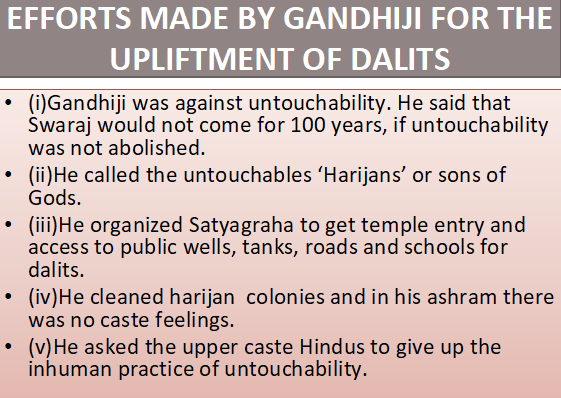 EFFORTS MADE BY GANDHIJI FOR THE
UPLIFTMENT OF DALITS
• (i)Gandhiji was against untouchability. He said that
Swaraj would not come for 100 years, if untouchability
was not abolished.
• (ii)He called the untouchables ‘Harijans’ or sons of
Gods.
• (iii)He organized Satyagraha to get temple entry and
access to public wells, tanks, roads and schools for
dalits.
• (iv)He cleaned harijan colonies and in his ashram there
was no caste feelings.
• (v)He asked the upper caste Hindus to give up the
inhuman practice of untouchability.